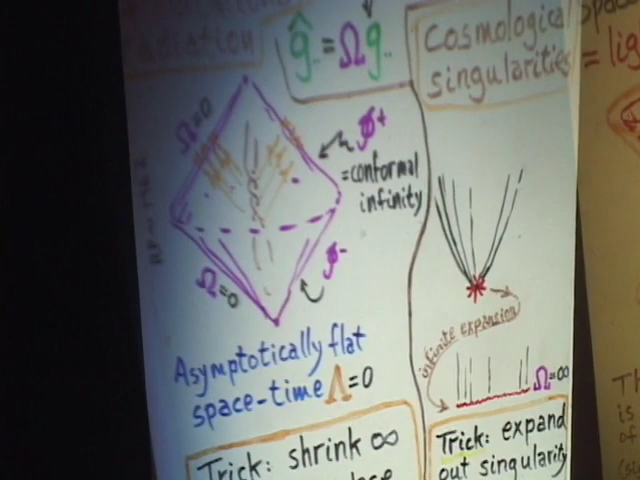 radiation
ĝ.. = Ωg..
Cosmological
singularities
Ω=0
= conformal
infinity
Ω=0
Asymptotically flat
space-time Λ=0
Trick: shrink ∞
infinite expansion
Ω=∞
Trick: expand
out singularity
= lig